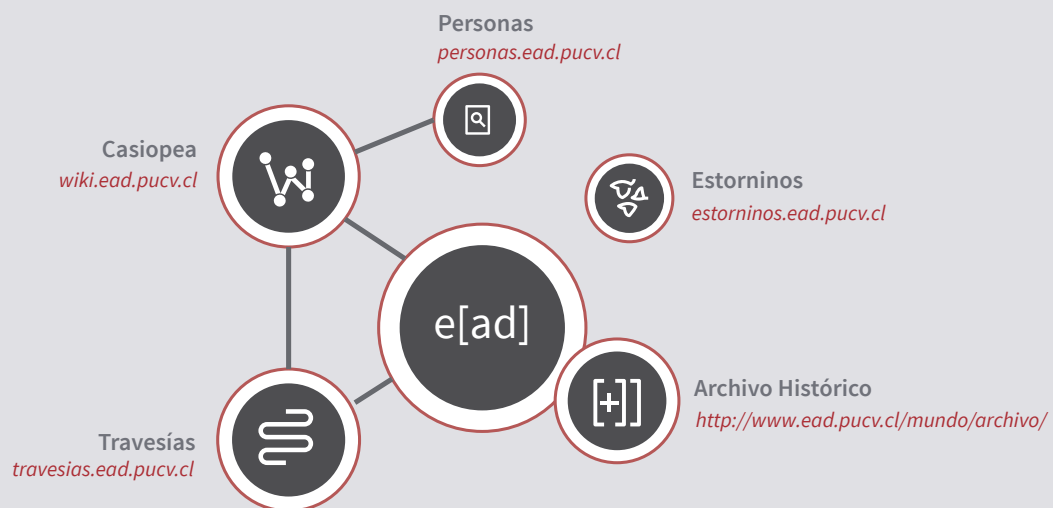 Personas
personas.ead.pucv.cl
Casiopea
wiki.ead.pucv.cl
Estorninos
estorninos.ead.pucv.cl
e[ad]
[+]]
Archivo Histórico
http://www.ead.pucv.cl/mundo/archivo/
Travesías
travesias.ead.pucv.cl